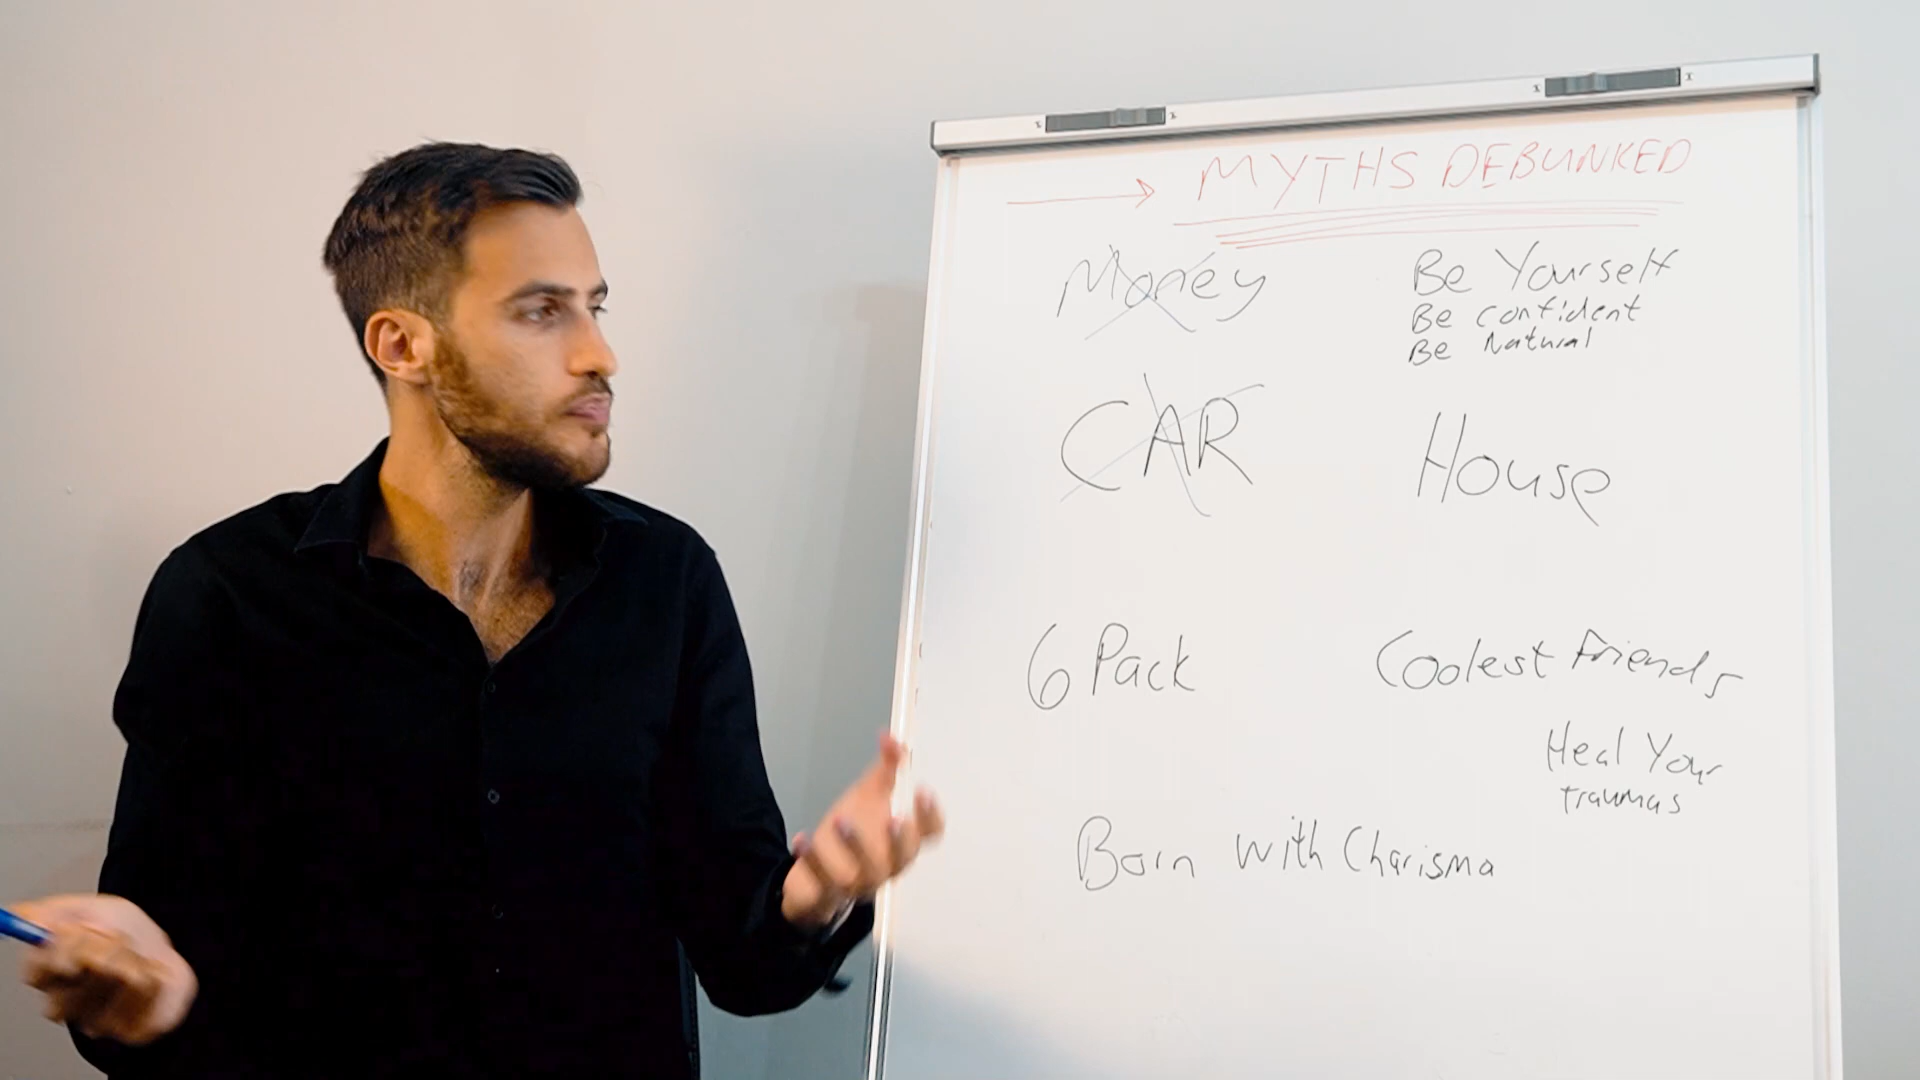 MYTHS DEBUNKED
Money
Be Yourself
Be confident
Be Natural
CAR
House
6 Pack
Coolest Friends
Heal Your
traumas
Born with Charisma